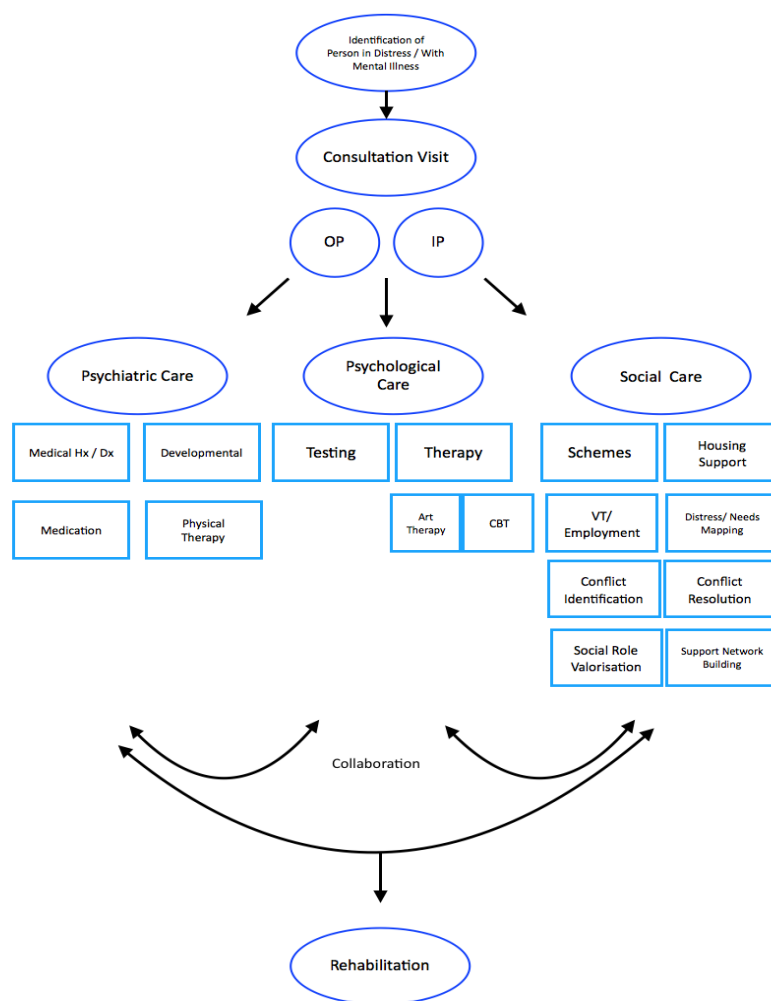 Identification of
Person in Distress / With
Mental Illness
Consultation Visit
OP
IP
Psychiatric Care
Psychological
Care
Social Care
Medical Hx / Dx
Developmental
Medication
Physical
Therapy
Testing
Therapy
Art
Therapy
CBT
Schemes
Housing
Support
VT/
Employment
Distress/ Needs
Mapping
Conflict
Identification
Conflict
Resolution
Social Role
Valorisation
Support Network
Building
Collaboration
Rehabilitation